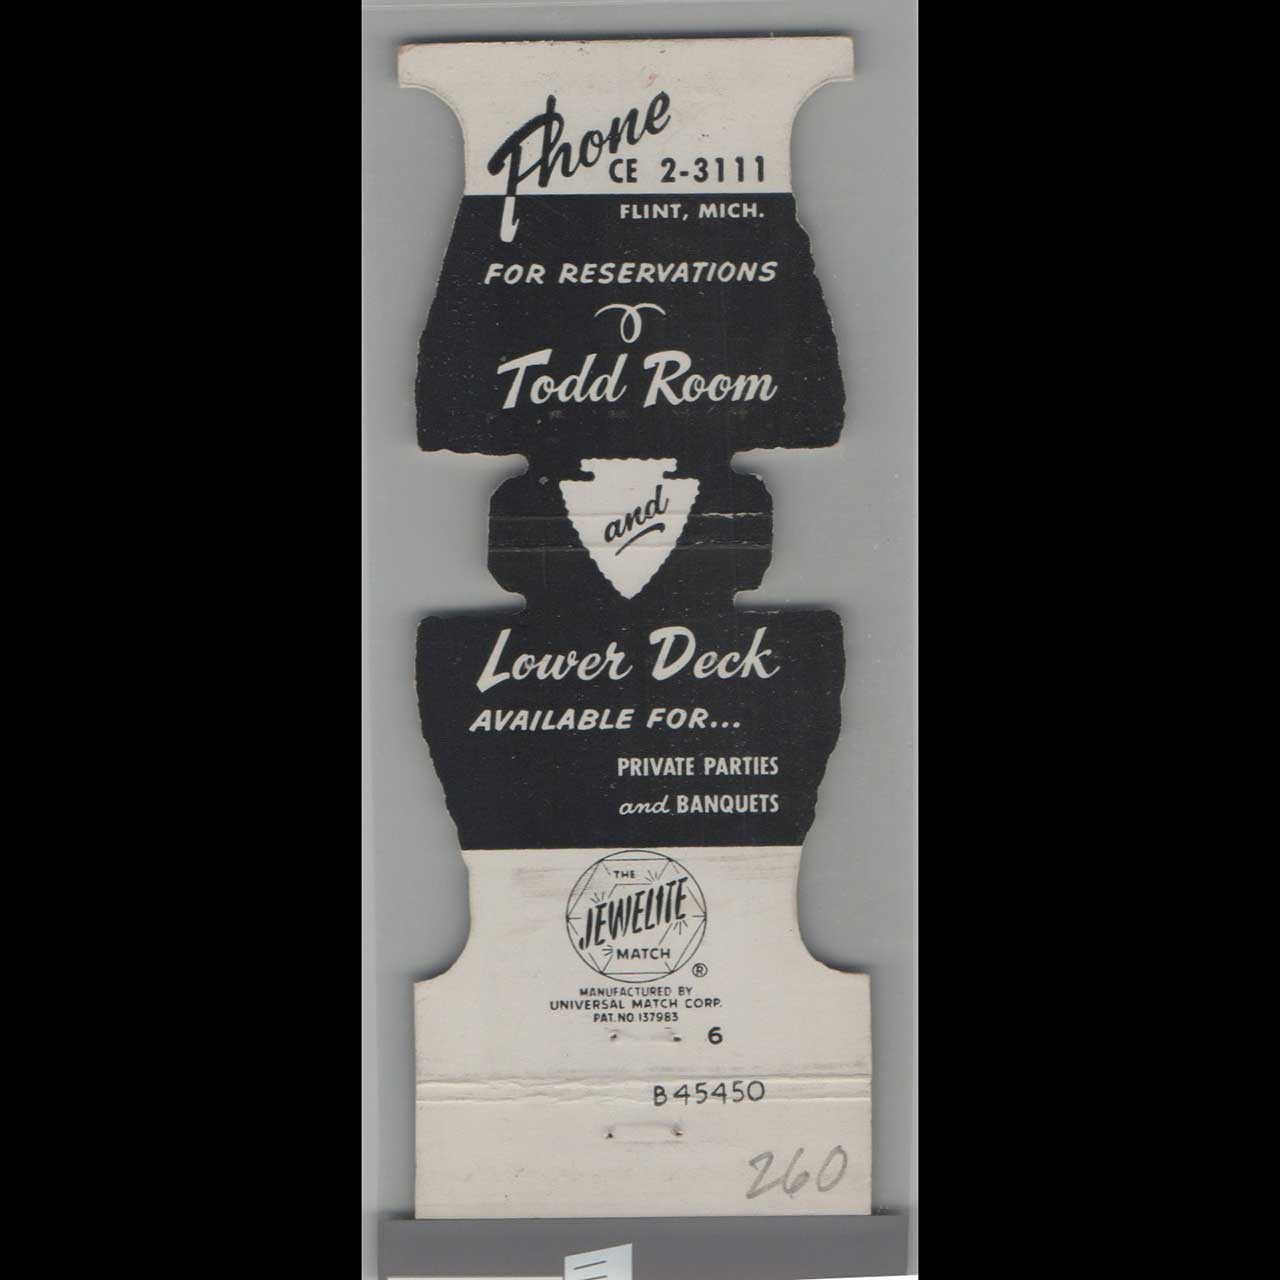 Phone
CE 2-3111
FLINT, MICH.
FOR RESERVATIONS
Todd Room
and
Lower Deck
AVAILABLE FOR...
PRIVATE PARTIES
and BANQUETS
THE
JEWELITE
MATCH
®
MANUFACTURED BY
UNIVERSAL MATCH CORP.
PAT. NO. 137983
6
B45450
260